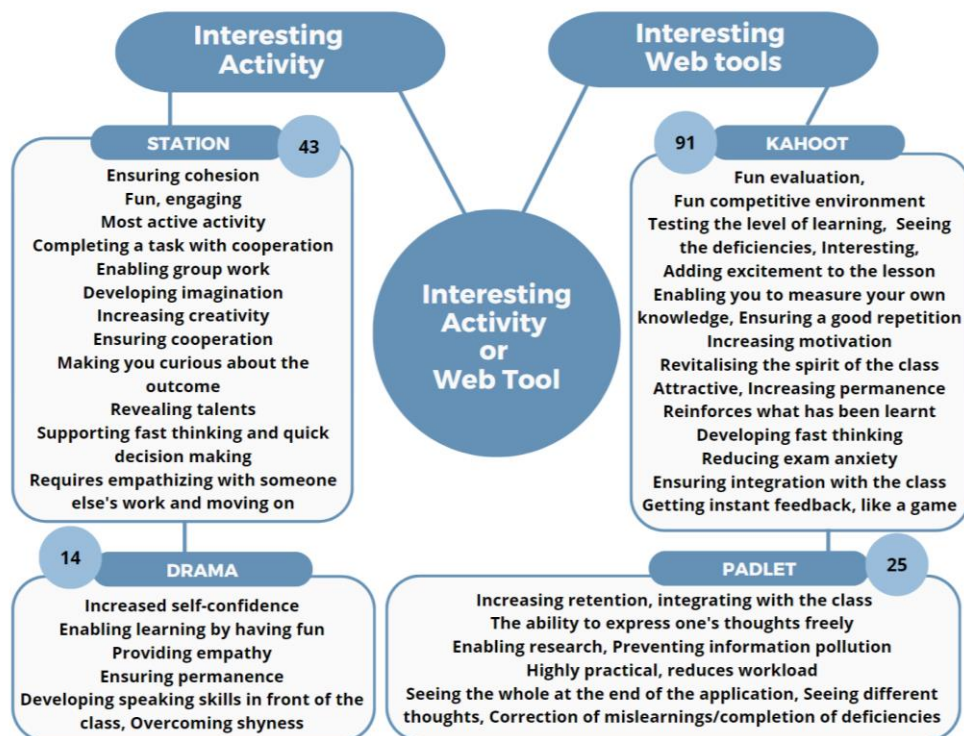 Interesting
Activity
Interesting
Web tools
STATION
43
Ensuring cohesion
Fun, engaging
Most active activity
Completing a task with cooperation
Enabling group work
Developing imagination
Increasing creativity
Ensuring cooperation
Making you curious about the
outcome
Revealing talents
Supporting fast thinking and quick
decision making
Requires empathizing with someone
else's work and moving on
91
KAHOOT
Fun evaluation,
Fun competitive environment
Testing the level of learning, Seeing
the deficiencies, Interesting,
Adding excitement to the lesson
Enabling you to measure your own
knowledge, Ensuring a good repetition
Increasing motivation
Revitalising the spirit of the class
Attractive, Increasing permanence
Reinforces what has been learnt
Developing fast thinking
Reducing exam anxiety
Ensuring integration with the class
Getting instant feedback, like a game
Interesting
Activity
or
Web Tool
14
DRAMA
Increased self-confidence
Enabling learning by having fun
Providing empathy
Ensuring permanence
Developing speaking skills in front of the
class, Overcoming shyness
PADLET
25
Increasing retention, integrating with the class
The ability to express one's thoughts freely
Enabling research, Preventing information pollution
Highly practical, reduces workload
Seeing the whole at the end of the application, Seeing different
thoughts, Correction of mislearnings/completion of deficiencies